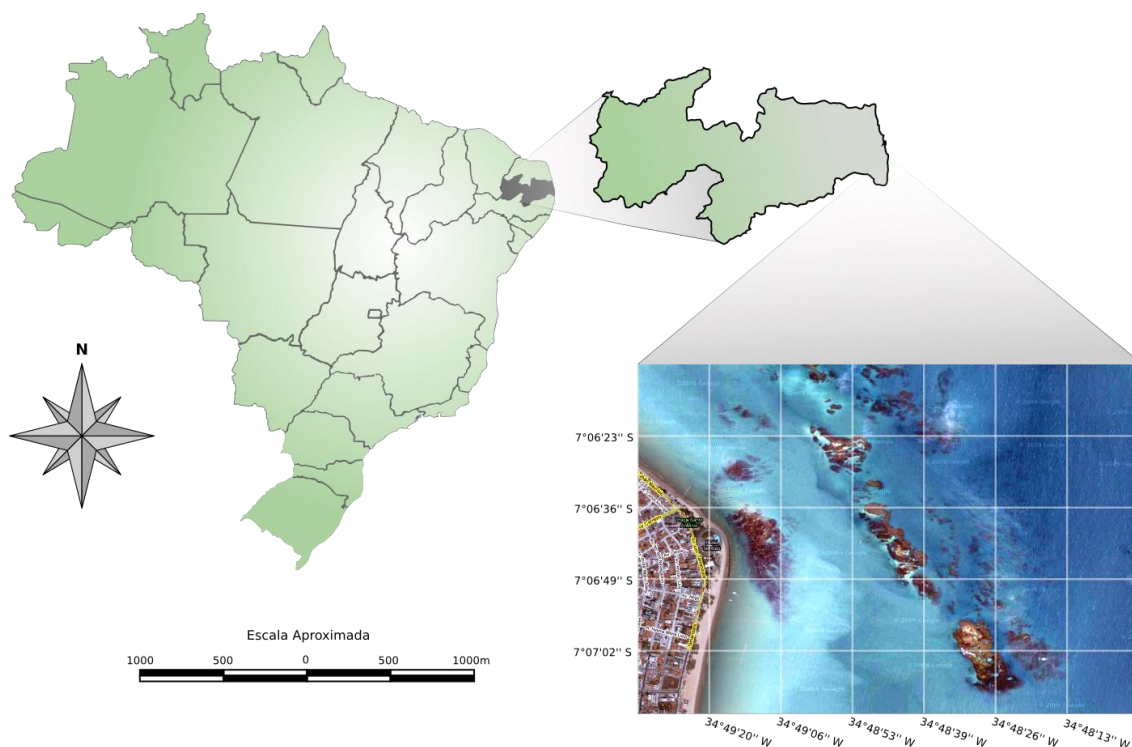 N
Escala Aproximada
1000 500 0 500 1000m
7°06'23'' S
7°06'36'' S
7°06'49'' S
7°07'02'' S
34°49'20'' W
34°49'06'' W
34°48'53'' W
34°48'39'' W
34°48'26'' W
34°48'13'' W